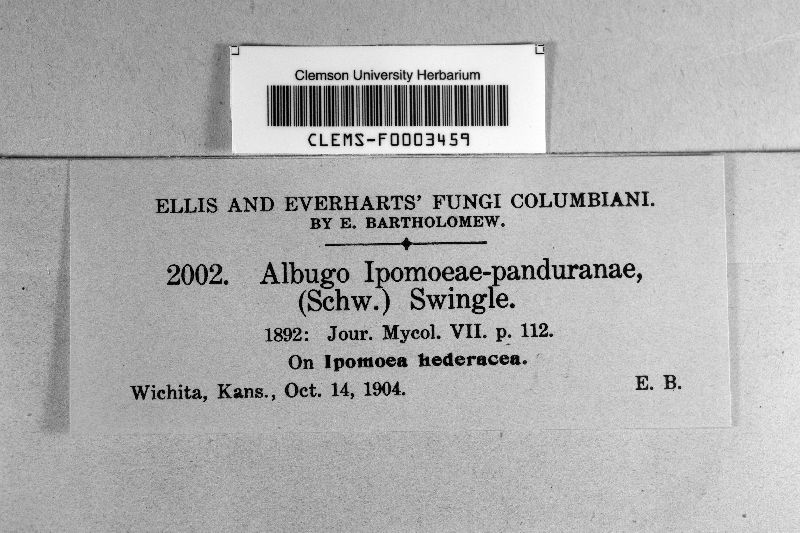 Clemson University Herbarium
CLEMS-F0003459
ELLIS AND EVERHARTS' FUNGI COLUMBIANI.
BY E. BARTHOLOMEW.
2002. Albugo Ipomoeae-panduranae,
(Schw.) Swingle.
1892: Jour. Mycol. VII. p. 112.
On Ipomoea hederacea.
Wichita, Kans., Oct. 14, 1904. E. B.